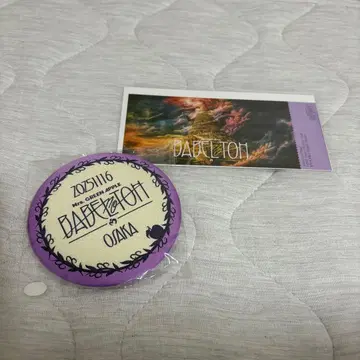 BABEL no TOH
20251116
Mrs. GREEN APPLE
BABEL no TOH
OSAKA